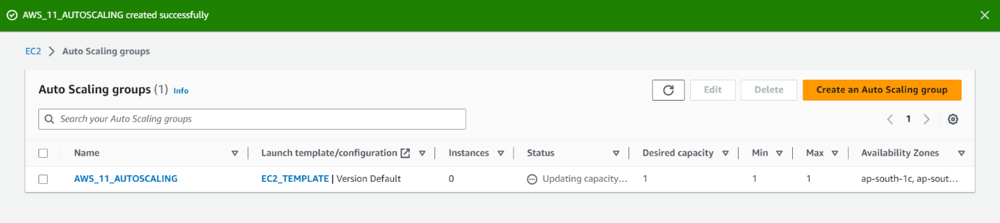 AWS_11_AUTOSCALING created successfully
EC2 Auto Scaling groups
Auto Scaling groups (1) Info Edit Delete Create an Auto Scaling group
Search your Auto Scaling groups 1
Name Launch template/configuration Instances Status Desired capacity Min Max Availability Zones
AWS_11_AUTOSCALING EC2_TEMPLATE | Version Default 0 Updating capacity... 1 1 1 ap-south-1c, ap-sout...